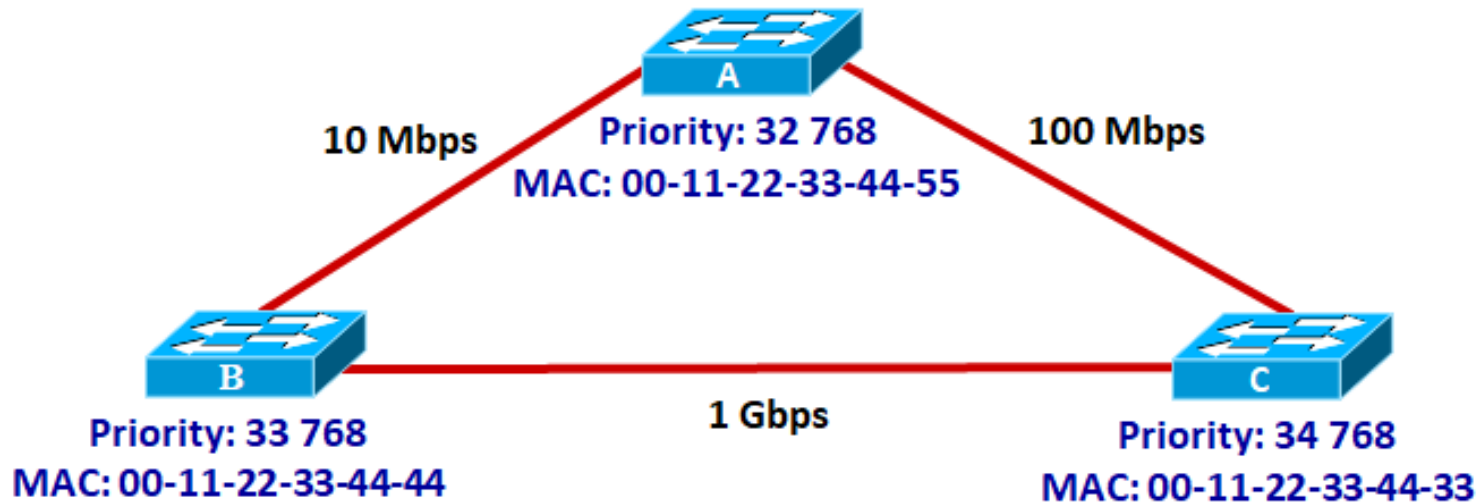 A
10 Mbps
Priority: 32 768
100 Mbps
MAC: 00-11-22-33-44-55
B
C
1 Gbps
Priority: 33 768
Priority: 34 768
MAC: 00-11-22-33-44-44
MAC: 00-11-22-33-44-33